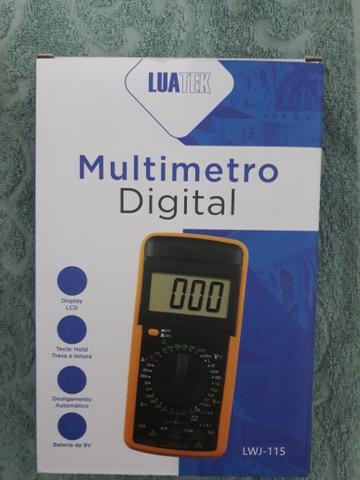 LUATEK
Multimetro
Digital
000
Display
LCD
Tecla: Hold
Trava a leitura
Desligamento
Automático
Bateria de 9V
LWJ-115